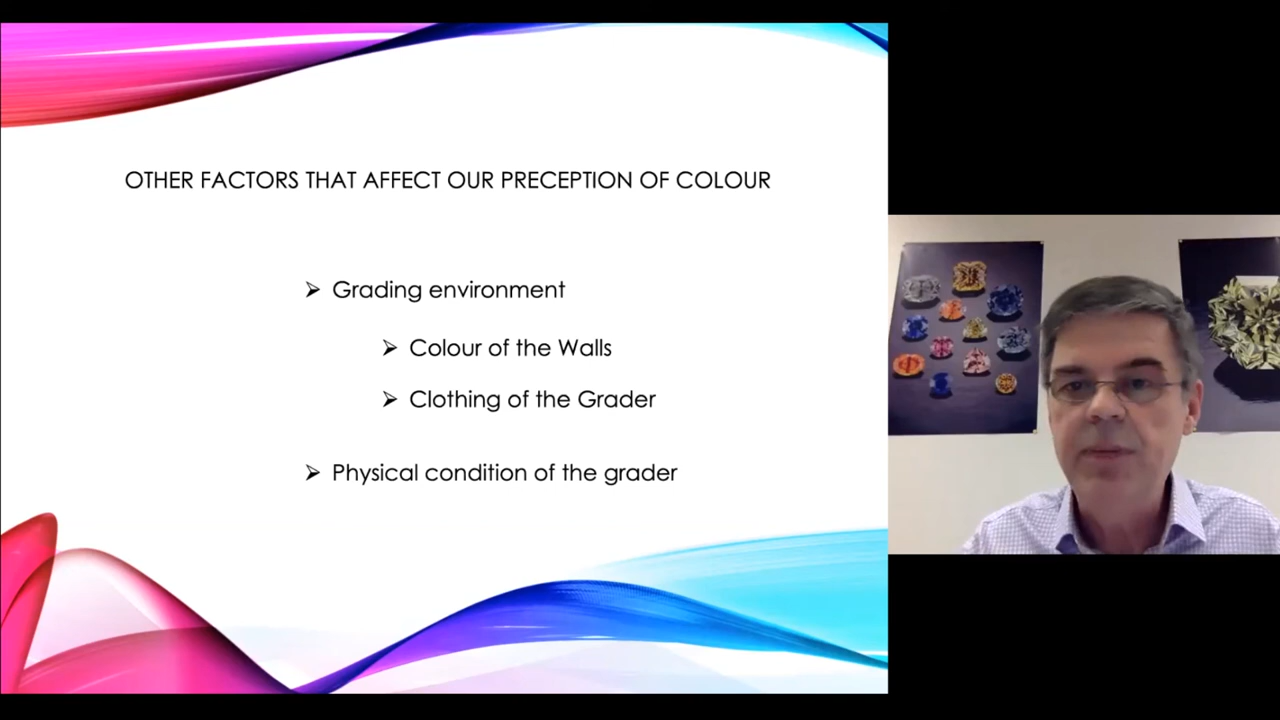 OTHER FACTORS THAT AFFECT OUR PRECEPTION OF COLOUR
Grading environment
Colour of the Walls
Clothing of the Grader
Physical condition of the grader